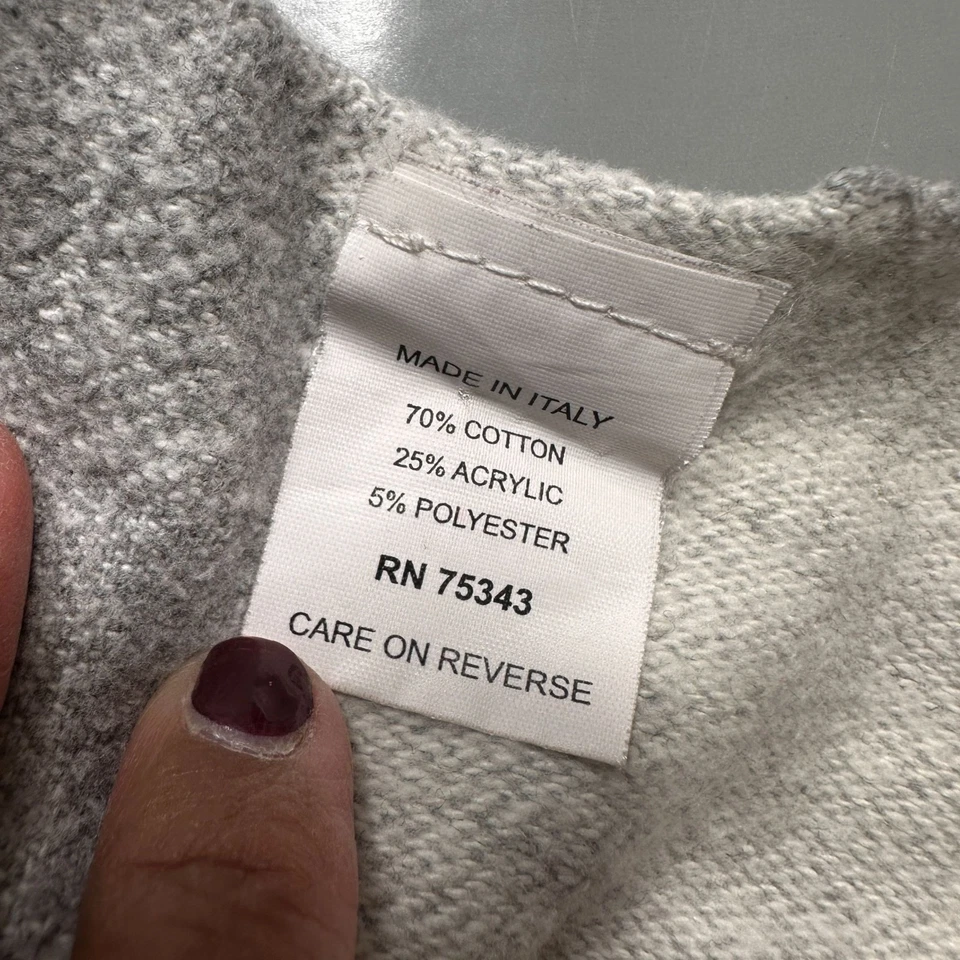 MADE IN ITALY
70% COTTON
25% ACRYLIC
5% POLYESTER
RN 75343
CARE ON REVERSE